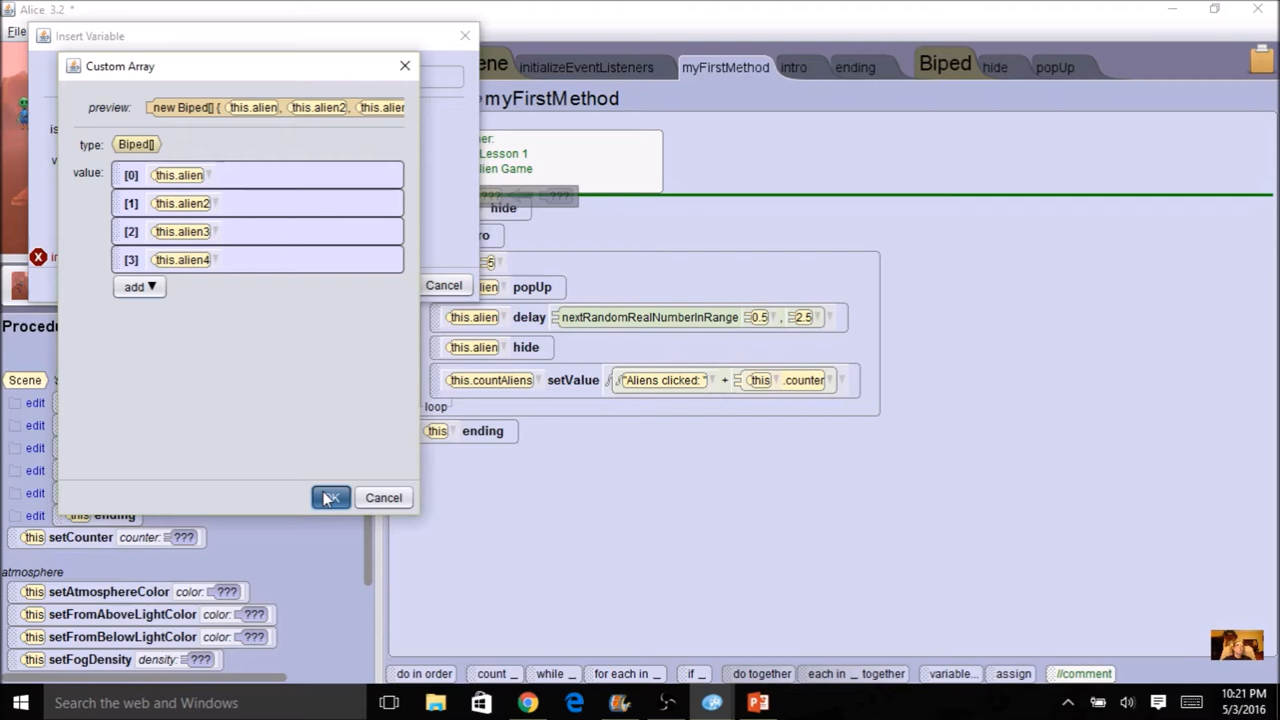 Alice 3.2 *
File
Insert Variable
Custom Array
preview: new Biped[] { this.alien , this.alien2 , this.alien
type: Biped[]
value: [0] this.alien
[1] this.alien2
[2] this.alien3
[3] this.alien4
add ▼
OK Cancel
Cancel
ene initializeEventListeners myFirstMethod intro ending Biped hide popUp
myFirstMethod
ner:
Lesson 1
lien Game
??? ???
hide
ro
5
lien popUp
this.alien delay nextRandomRealNumberInRange 0.5 , 2.5
this.alien hide
this.countAliens setValue "Aliens clicked: " + this .counter
loop
this ending
Procedu
Scene
edit
edit
edit
edit
edit
edit this ending
this setCounter counter: ???
atmosphere
this setAtmosphereColor color: ???
this setFromAboveLightColor color: ???
this setFromBelowLightColor color: ???
this setFogDensity density: ???
do in order count _ while _ for each in _ if _ do together each in _ together variable... assign //comment
Search the web and Windows
10:21 PM
5/3/2016